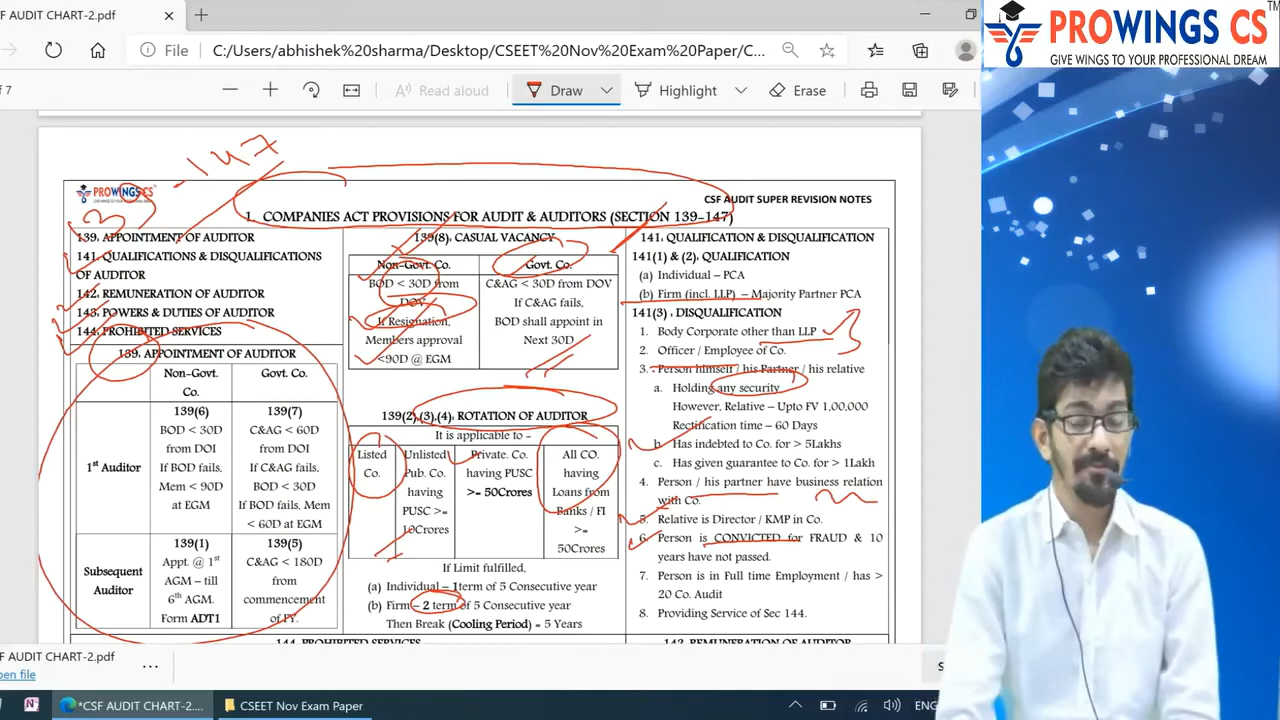 F AUDIT CHART-2.pdf
File
C:/Users/abhishek%20sharma/Desktop/CSEET%20Nov%20Exam%20Paper/C...
of 7
Read aloud
Draw
Highlight
Erase
PROWINGS CS™
GIVE WINGS TO YOUR PROFESSIONAL DREAM
139 -147
PROWINGS CS
CSF AUDIT SUPER REVISION NOTES
1. COMPANIES ACT PROVISIONS FOR AUDIT & AUDITORS (SECTION 139-147)
139. APPOINTMENT OF AUDITOR
141. QUALIFICATIONS & DISQUALIFICATIONS
OF AUDITOR
142. REMUNERATION OF AUDITOR
143. POWERS & DUTIES OF AUDITOR
144. PROHIBITED SERVICES
139. APPOINTMENT OF AUDITOR
Non-Govt.
Co.
Govt. Co.
1st Auditor
139(6)
BOD < 30D
from DOI
If BOD fails,
Mem < 90D
at EGM
139(7)
C&AG < 60D
from DOI
If C&AG fails,
BOD < 30D
If BOD fails, Mem
< 60D at EGM
Subsequent
Auditor
139(1)
Appt. @ 1st
AGM – till
6th AGM.
Form ADT1
139(5)
C&AG < 180D
from
commencement
of FY.
139(8). CASUAL VACANCY
Non-Govt. Co.
BOD < 30D from
DOV
If Resignation,
Members approval
<90D @ EGM
Govt. Co.
C&AG < 30D from DOV
If C&AG fails,
BOD shall appoint in
Next 30D
139(2),(3),(4). ROTATION OF AUDITOR
It is applicable to -
Listed
Co.
Unlisted
Pub. Co.
having
PUSC >=
10Crores
Private. Co.
having PUSC
>= 50Crores
All CO.
having
Loans from
Banks / FI
>=
50Crores
If Limit fulfilled,
(a) Individual – 1term of 5 Consecutive year
(b) Firm – 2 term of 5 Consecutive year
Then Break (Cooling Period) = 5 Years
141. QUALIFICATION & DISQUALIFICATION
141(1) & (2). QUALIFICATION
(a) Individual – PCA
(b) Firm (incl. LLP) – Majority Partner PCA
141(3). DISQUALIFICATION
1. Body Corporate other than LLP
2. Officer / Employee of Co.
3. Person himself / his Partner / his relative
a. Holding any security
However, Relative – Upto FV 1,00,000
Rectification time – 60 Days
b. Has indebted to Co. for > 5Lakhs
c. Has given guarantee to Co. for > 1Lakh
4. Person / his partner have business relation
with Co.
5. Relative is Director / KMP in Co.
6. Person is CONVICTED for FRAUD & 10
years have not passed.
7. Person is in Full time Employment / has >
20 Co. Audit
8. Providing Service of Sec 144.
144. PROHIBITED SERVICES
142. REMUNERATION OF AUDITOR
F AUDIT CHART-2.pdf
pen file
S
*CSF AUDIT CHART-2....
CSEET Nov Exam Paper
ENG